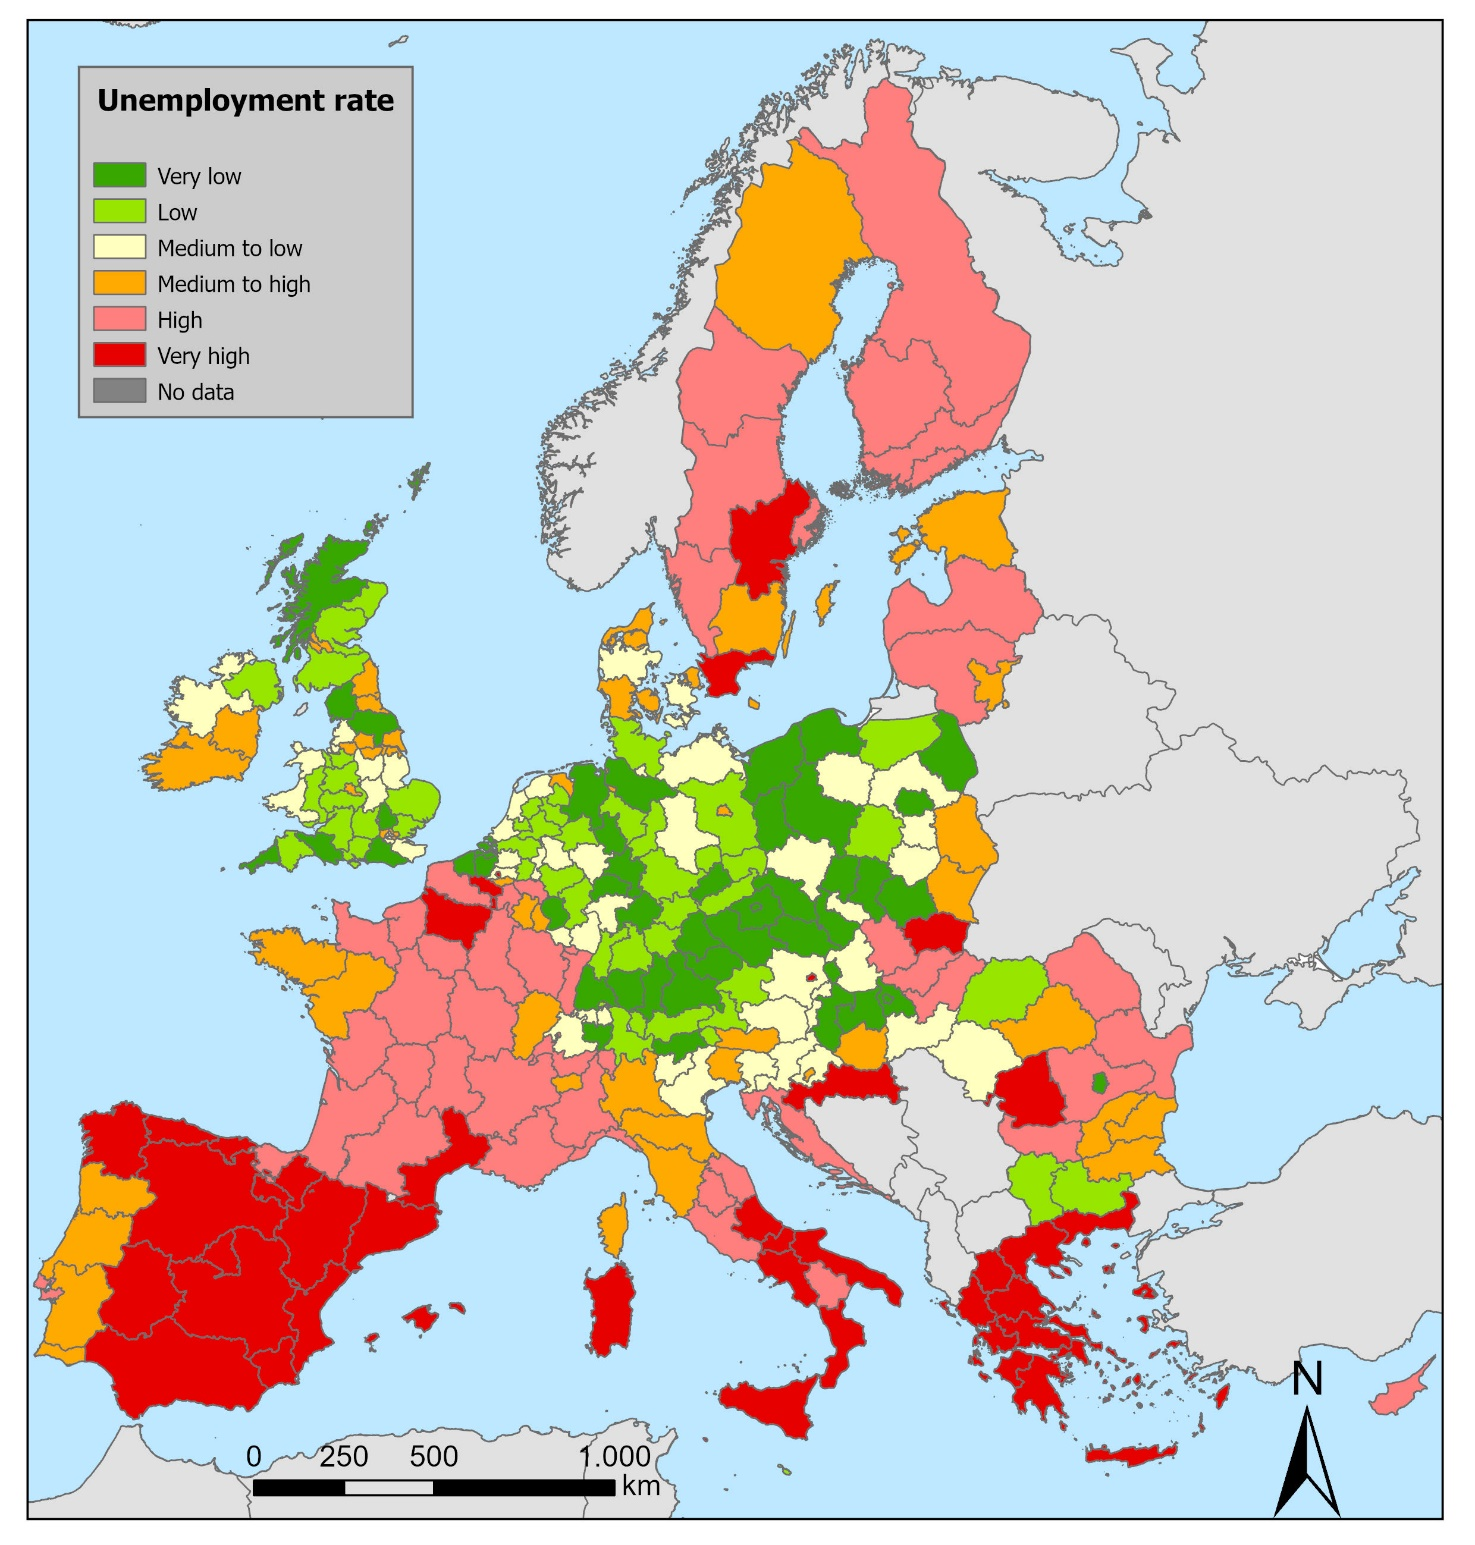 Unemployment rate
Very low
Low
Medium to low
Medium to high
High
Very high
No data
N
0 250 500 1.000
km